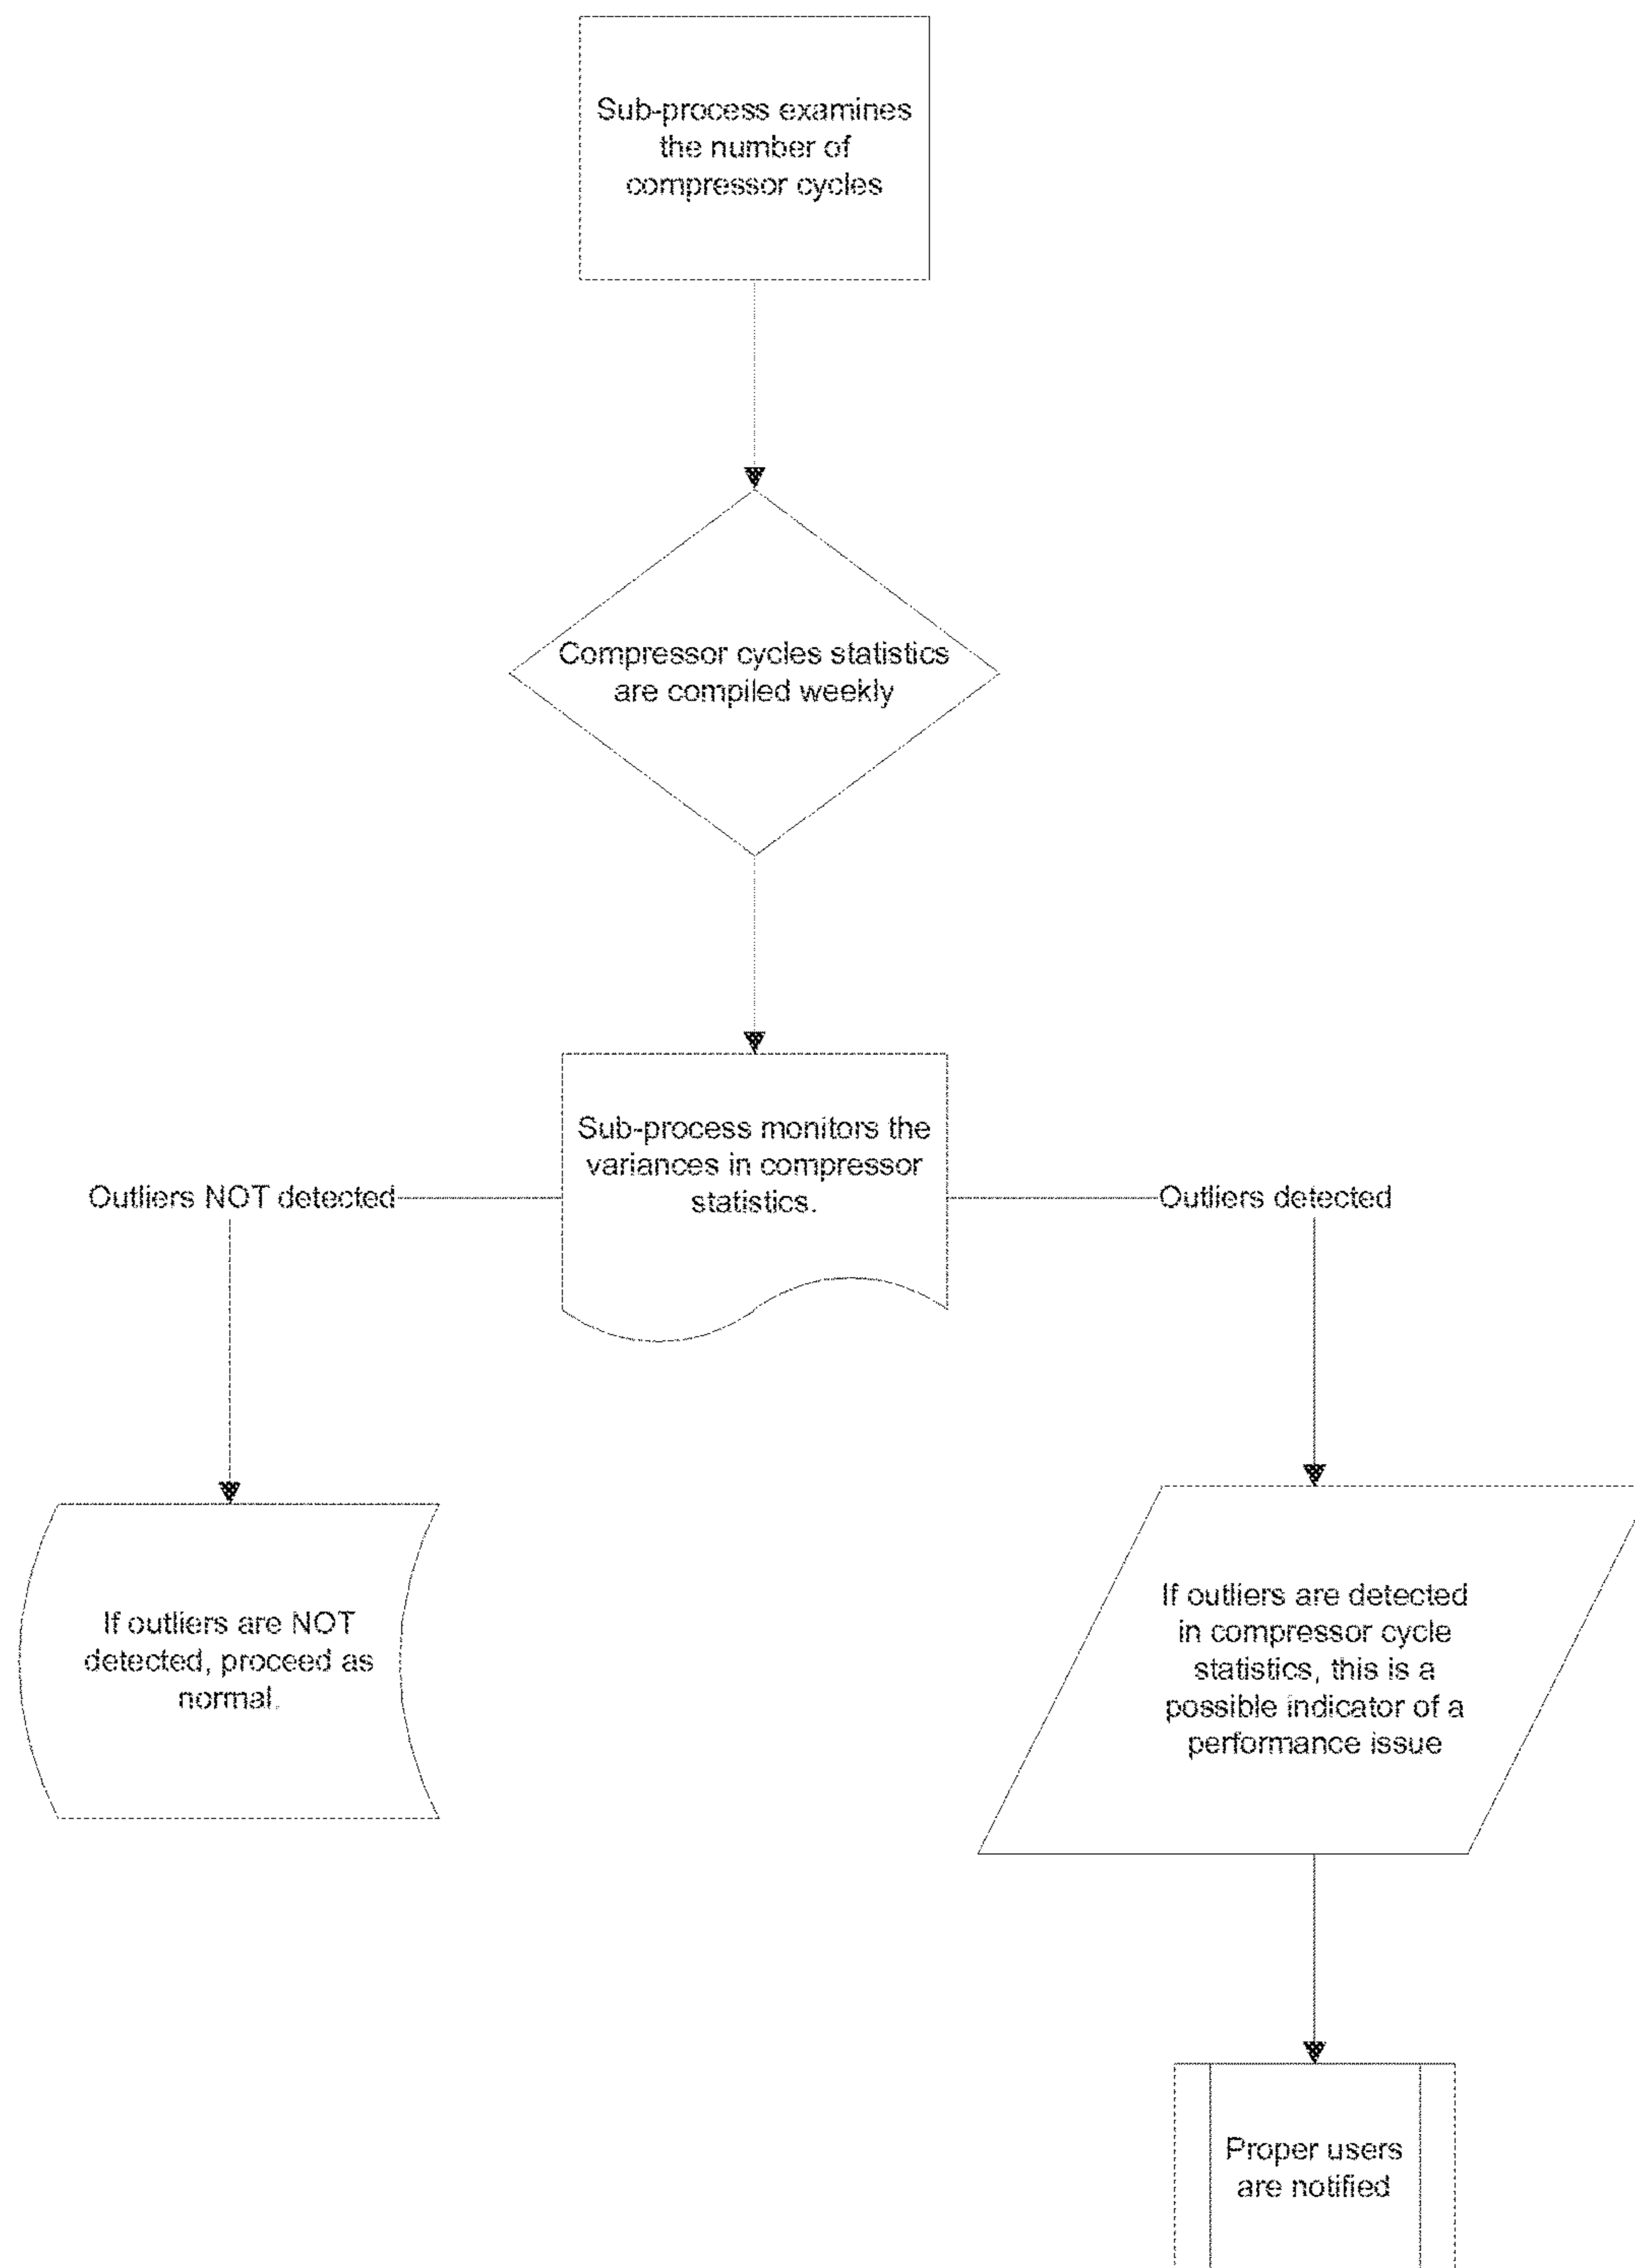 Sub-process examines
the number of
compressor cycles
Compressor cycles statistics
are compiled weekly
Sub-process monitors the
variances in compressor
statistics.
Outliers NOT detected
Outliers detected
If outliers are NOT
detected, proceed as
normal.
If outliers are detected
in compressor cycle
statistics, this is a
possible indicator of a
performance issue
Proper users
are notified